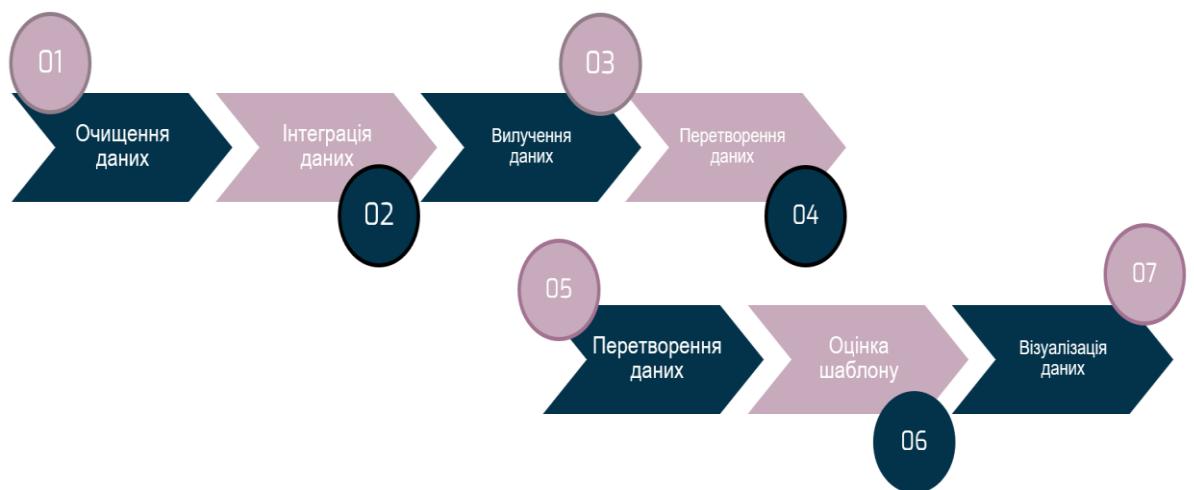 01
Очищення
даних
Інтеграція
даних
02
Вилучення
даних
03
Перетворення
даних
04
05
Перетворення
даних
Оцінка
шаблону
06
Візуалізація
даних
07